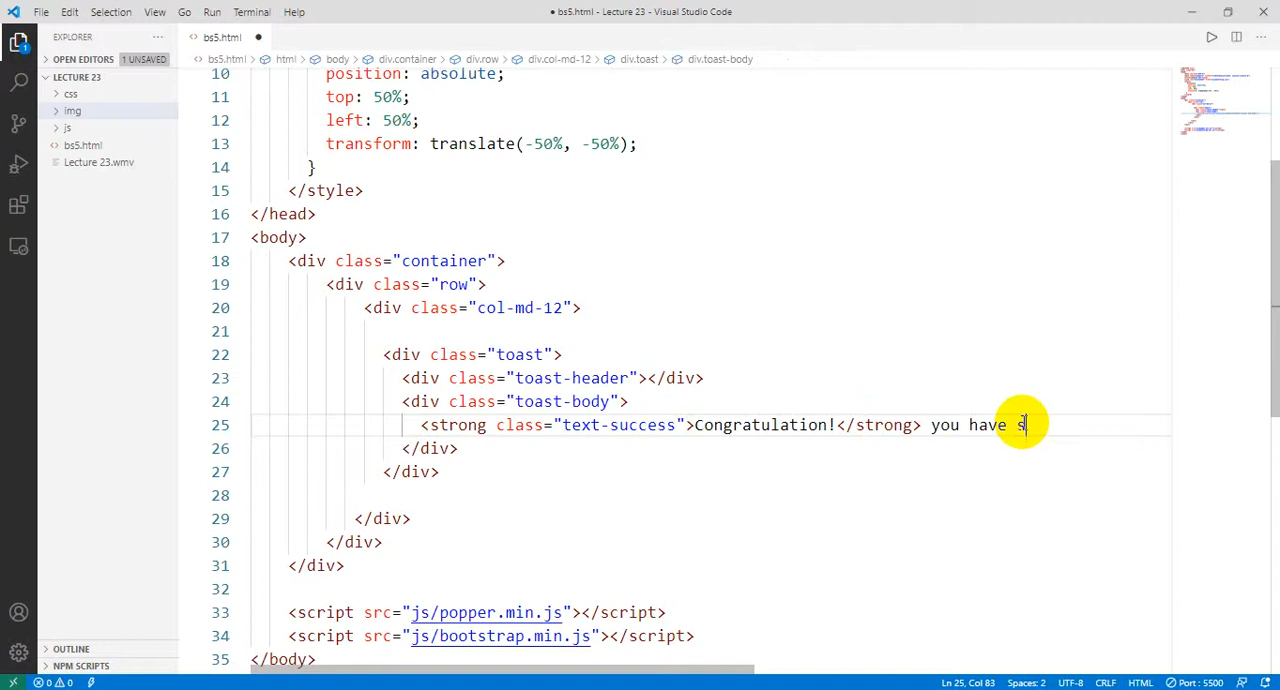 File Edit Selection View Go Run Terminal Help
● bs5.html - Lecture 23 - Visual Studio Code
EXPLORER ···
<> bs5.html ●
OPEN EDITORS 1 UNSAVED
<> bs5.html > html > body > div.container > div.row > div.col-md-12 > div.toast > div.toast-body
LECTURE 23
css
img
js
<> bs5.html
Lecture 23.wmv
1
10 position: absolute;
11 top: 50%;
12 left: 50%;
13 transform: translate(-50%, -50%);
14 }
15 </style>
16 </head>
17 <body>
18 <div class="container">
19 <div class="row">
20 <div class="col-md-12">
21
22 <div class="toast">
23 <div class="toast-header"></div>
24 <div class="toast-body">
25 <strong class="text-success">Congratulation!</strong> you have s
26 </div>
27 </div>
28
29 </div>
30 </div>
31 </div>
32
33 <script src="js/popper.min.js"></script>
34 <script src="js/bootstrap.min.js"></script>
35 </body>
OUTLINE
NPM SCRIPTS
0 0 Ln 25, Col 83 Spaces: 2 UTF-8 CRLF HTML Port : 5500